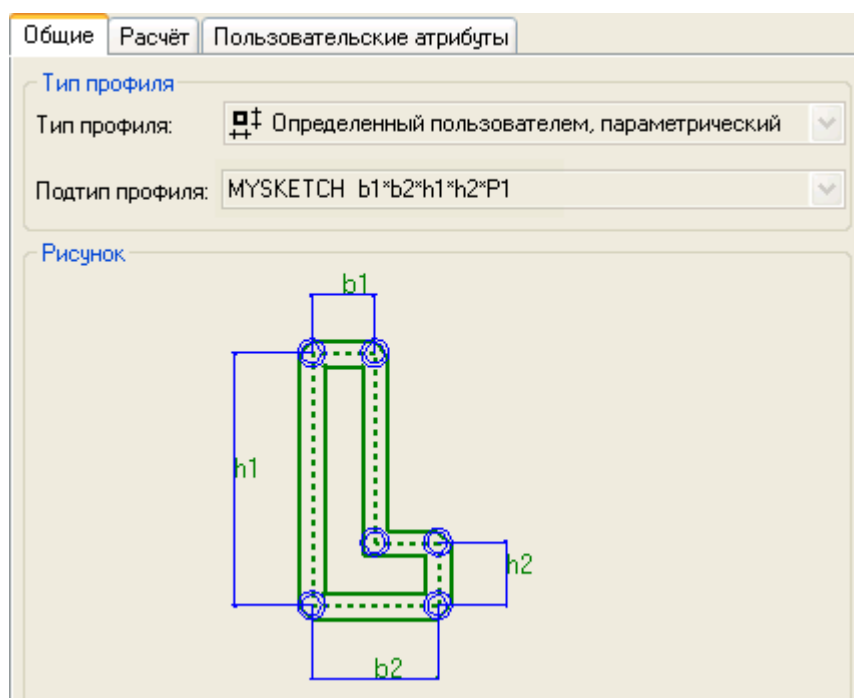 Общие Расчёт Пользовательские атрибуты
Тип профиля
Тип профиля: Определенный пользователем, параметрический
Подтип профиля: MYSKETCH b1*b2*h1*h2*P1
Рисунок
b1
h1
h2
b2